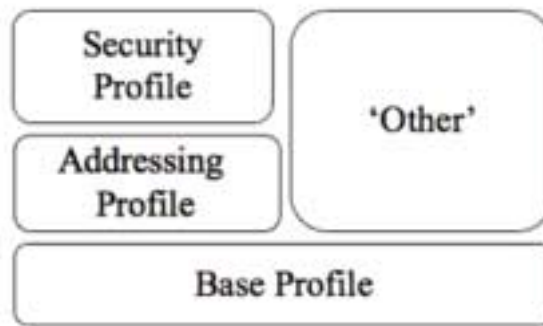 Security
Profile
Addressing
Profile
‘Other’
Base Profile